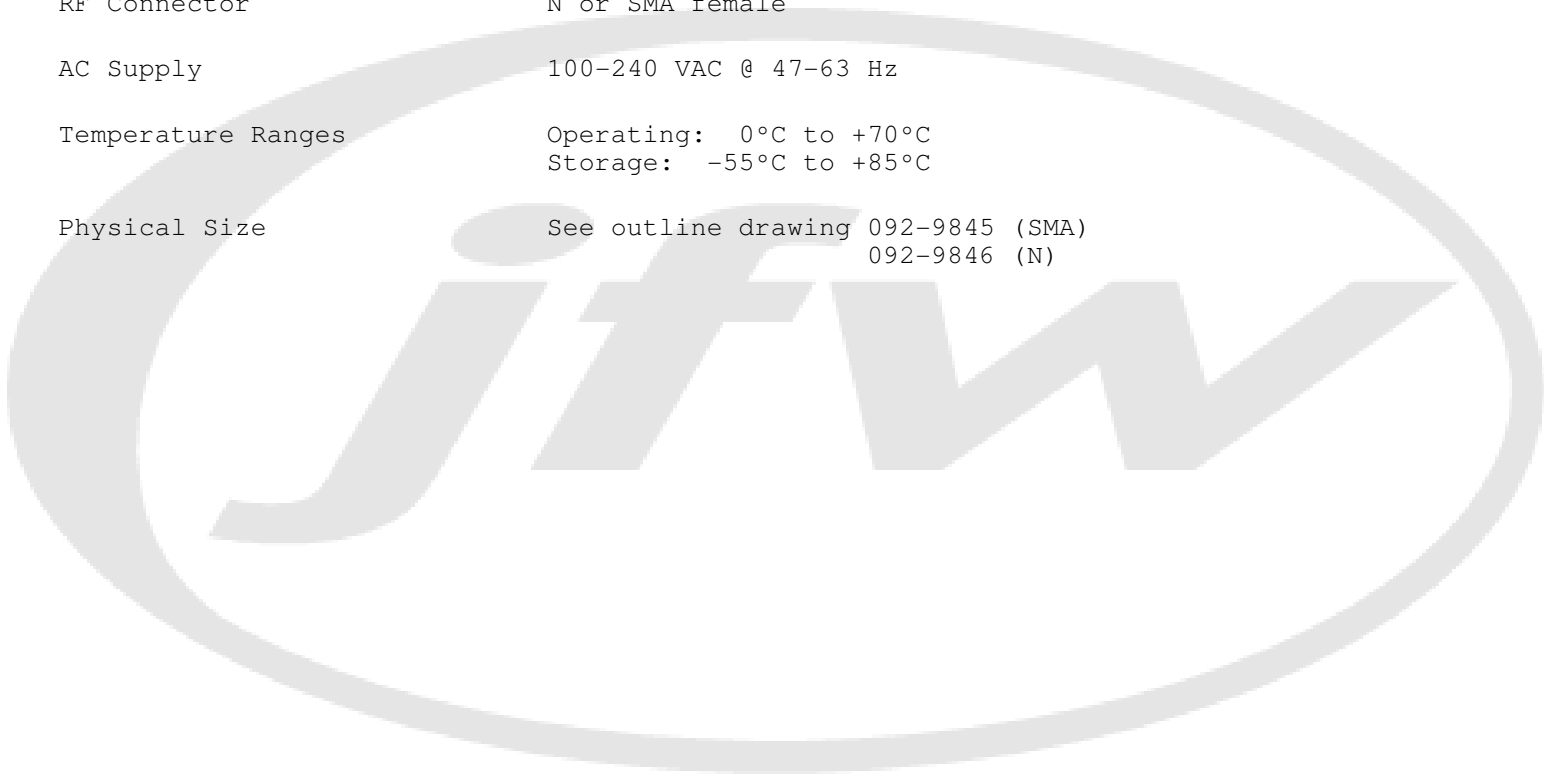 RF Connector N or SMA female
AC Supply 100-240 VAC @ 47-63 Hz
Temperature Ranges Operating: 0°C to +70°C
Storage: -55°C to +85°C
Physical Size See outline drawing 092-9845 (SMA)
092-9846 (N)
jfw